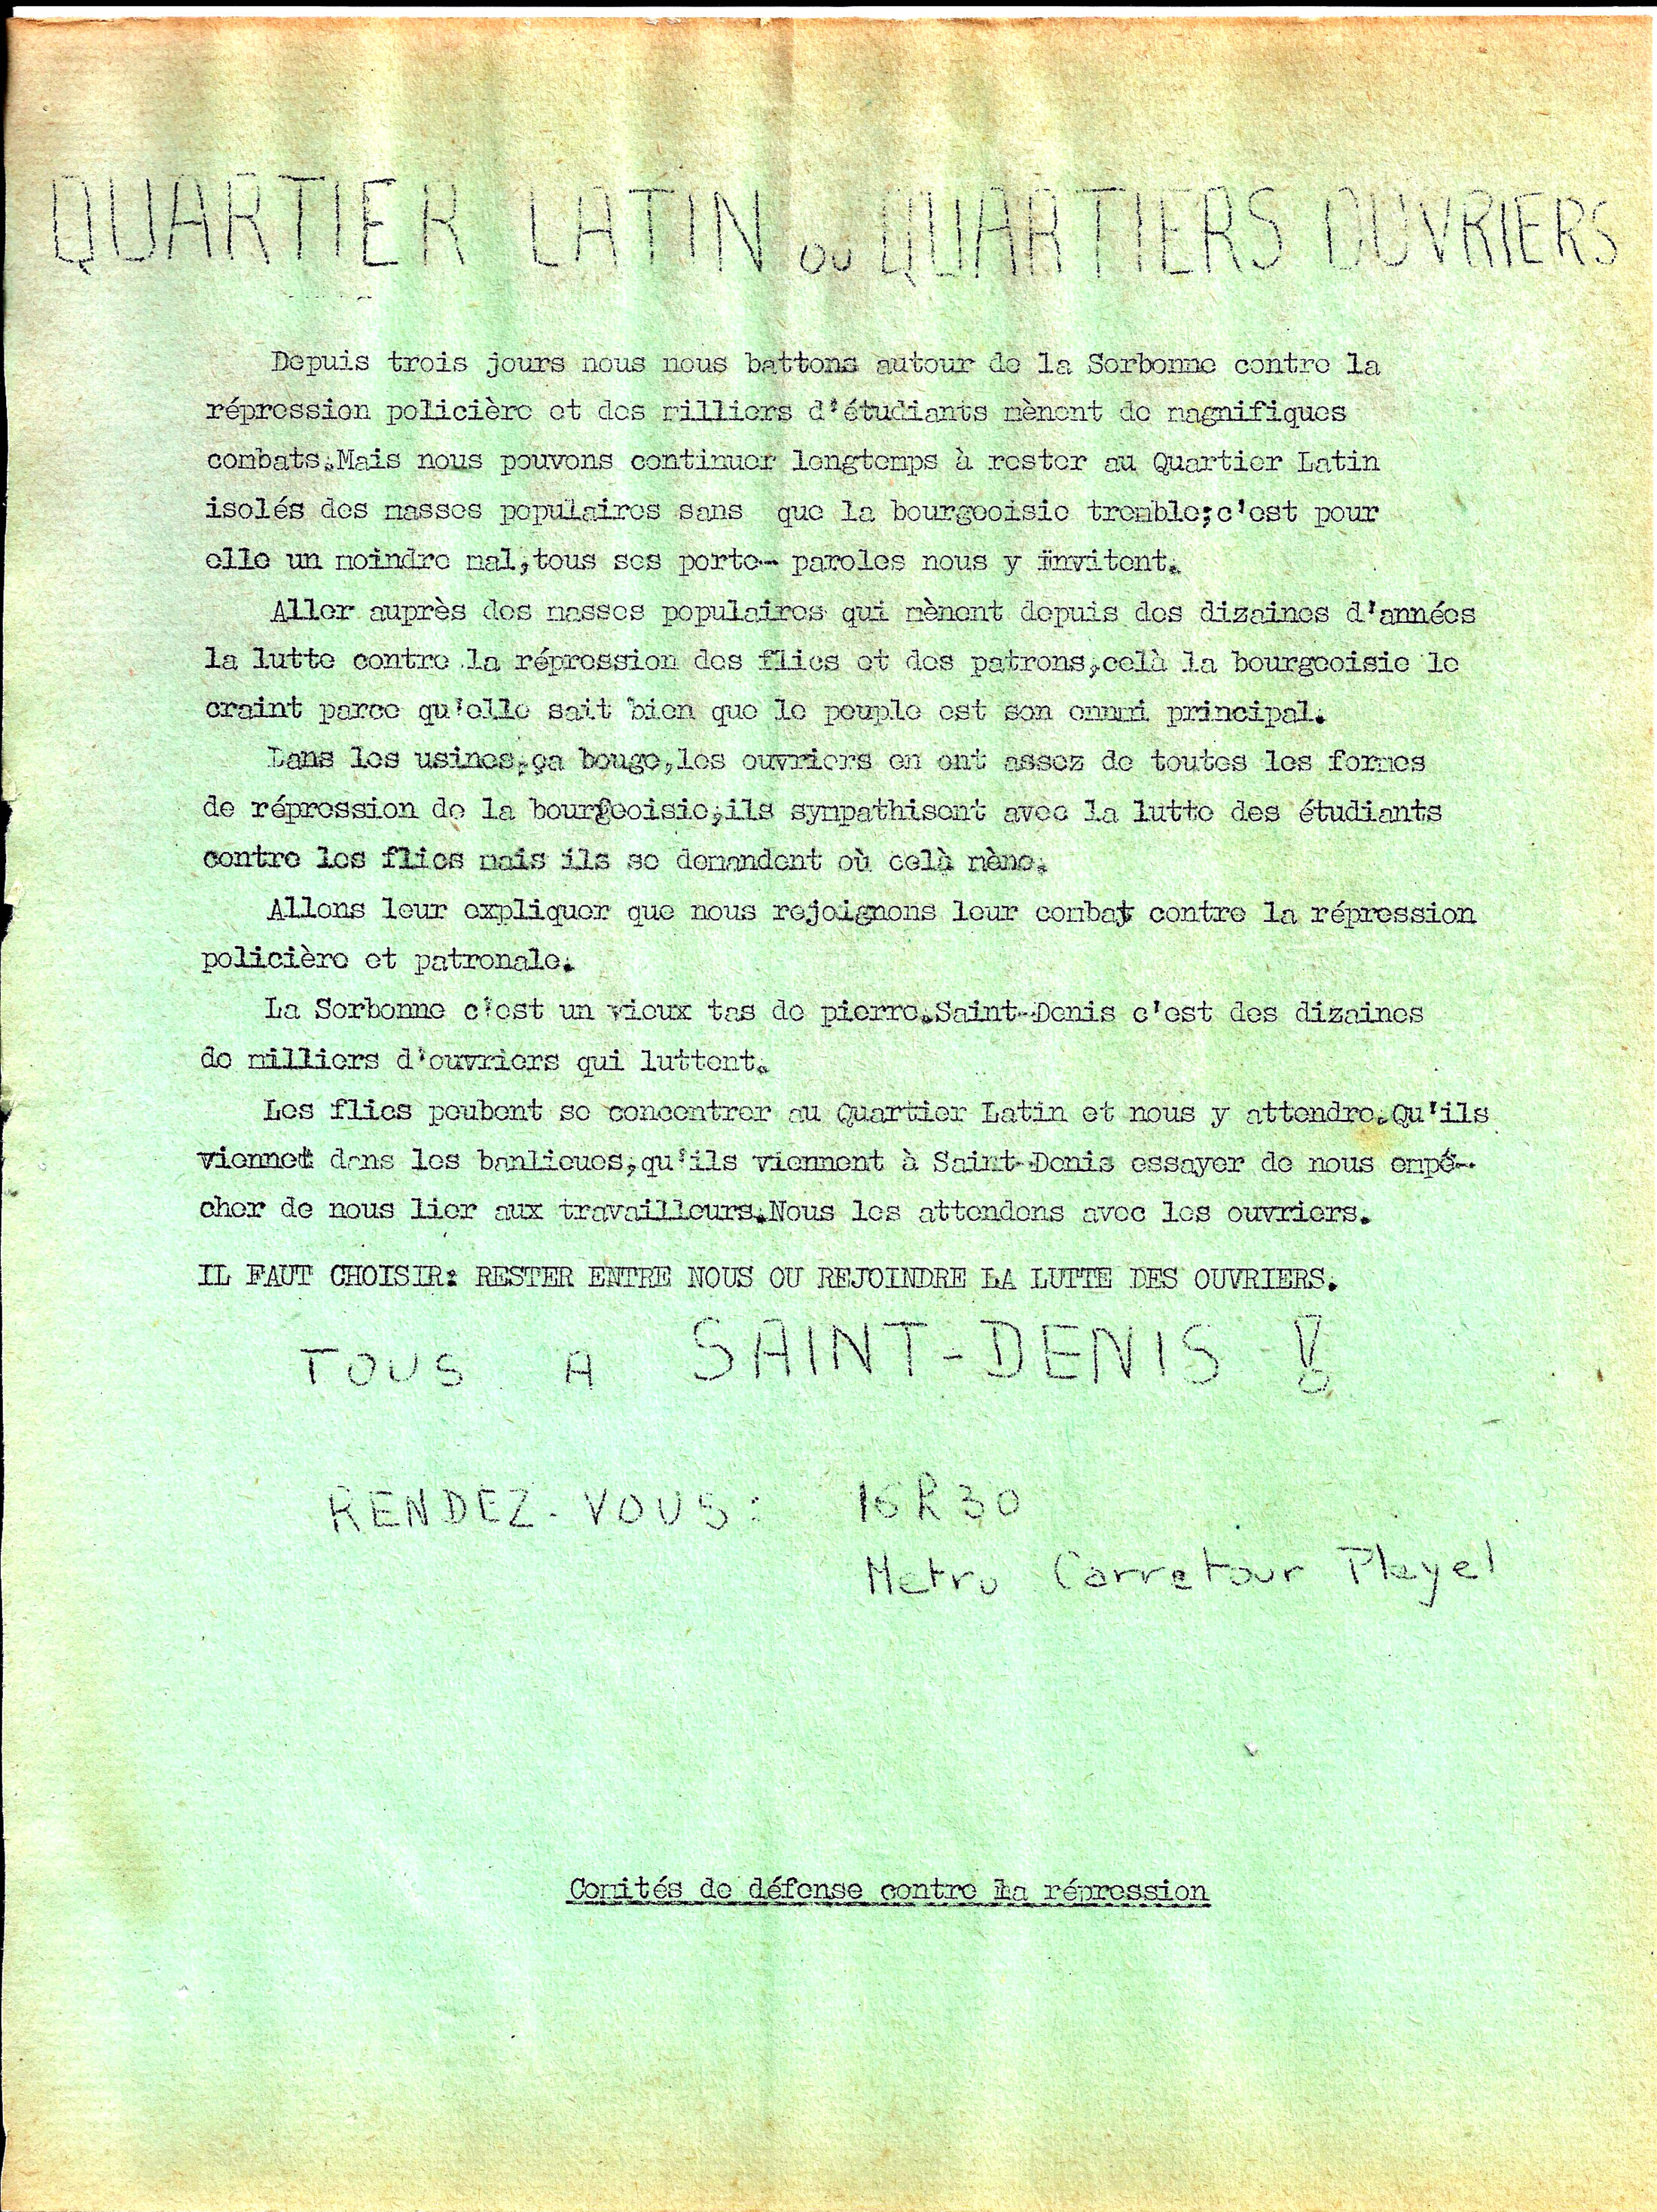 QUARTIER LATIN OU QUARTIERS OUVRIERS
Depuis trois jours nous nous battons autour de la Sorbonne contre la
répression policière et des milliers d'étudiants mènent de magnifiques
combats.Mais nous pouvons continuer longtemps à rester au Quartier Latin
isolés des masses populaires sans que la bourgeoisie tremble;c'est pour
elle un moindre mal,tous ses porte- paroles nous y invitent.
Aller auprès des masses populaires qui mènent depuis des dizaines d'années
la lutte contre la répression des flics et des patrons,celà la bourgeoisie le
craint parce qu'elle sait bien que le peuple est son ennmi principal.
Dans les usines,ça bouge,les ouvriers en ont assez de toutes les formes
de répression de la bourgeoisie,ils sympathisent avec la lutte des étudiants
contre les flics mais ils se demandent où celà mène.
Allons leur expliquer que nous rejoignons leur combat contre la répression
policière et patronale.
La Sorbonne c'est un vieux tas de pierre.Saint-Denis c'est des dizaines
de milliers d'ouvriers qui luttent.
Les flics peubent se concentrer au Quartier Latin et nous y attendre.Qu'ils
viennet dans les banlieues,qu'ils viennent à Saint-Denis essayer de nous empê-
cher de nous lier aux travailleurs.Nous les attendons avec les ouvriers.
IL FAUT CHOISIR: RESTER ENTRE NOUS OU REJOINDRE LA LUTTE DES OUVRIERS.
TOUS A SAINT-DENIS !
RENDEZ-VOUS: 16h30
Metro Carrefour Pleyel
Comités de défense contre la répression